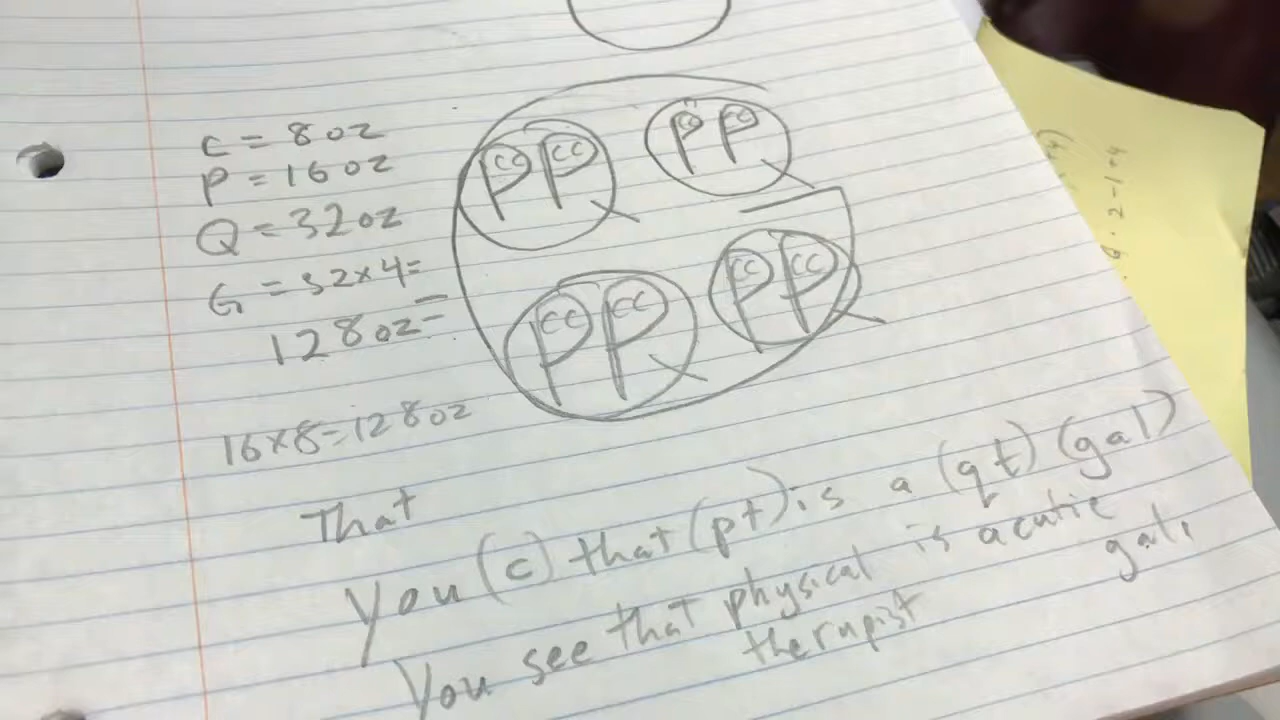 C = 8 oz
P = 16 oz
Q = 32 oz
G = 32 x 4 =
128 oz
16 x 8 = 128 oz
CC CC
P P
CC CC
P P
CC CC
P P
CC CC
P P
That
You (c) that (pt) is a (qt) (gal)
You see that physical is a cutie
therapist gal.